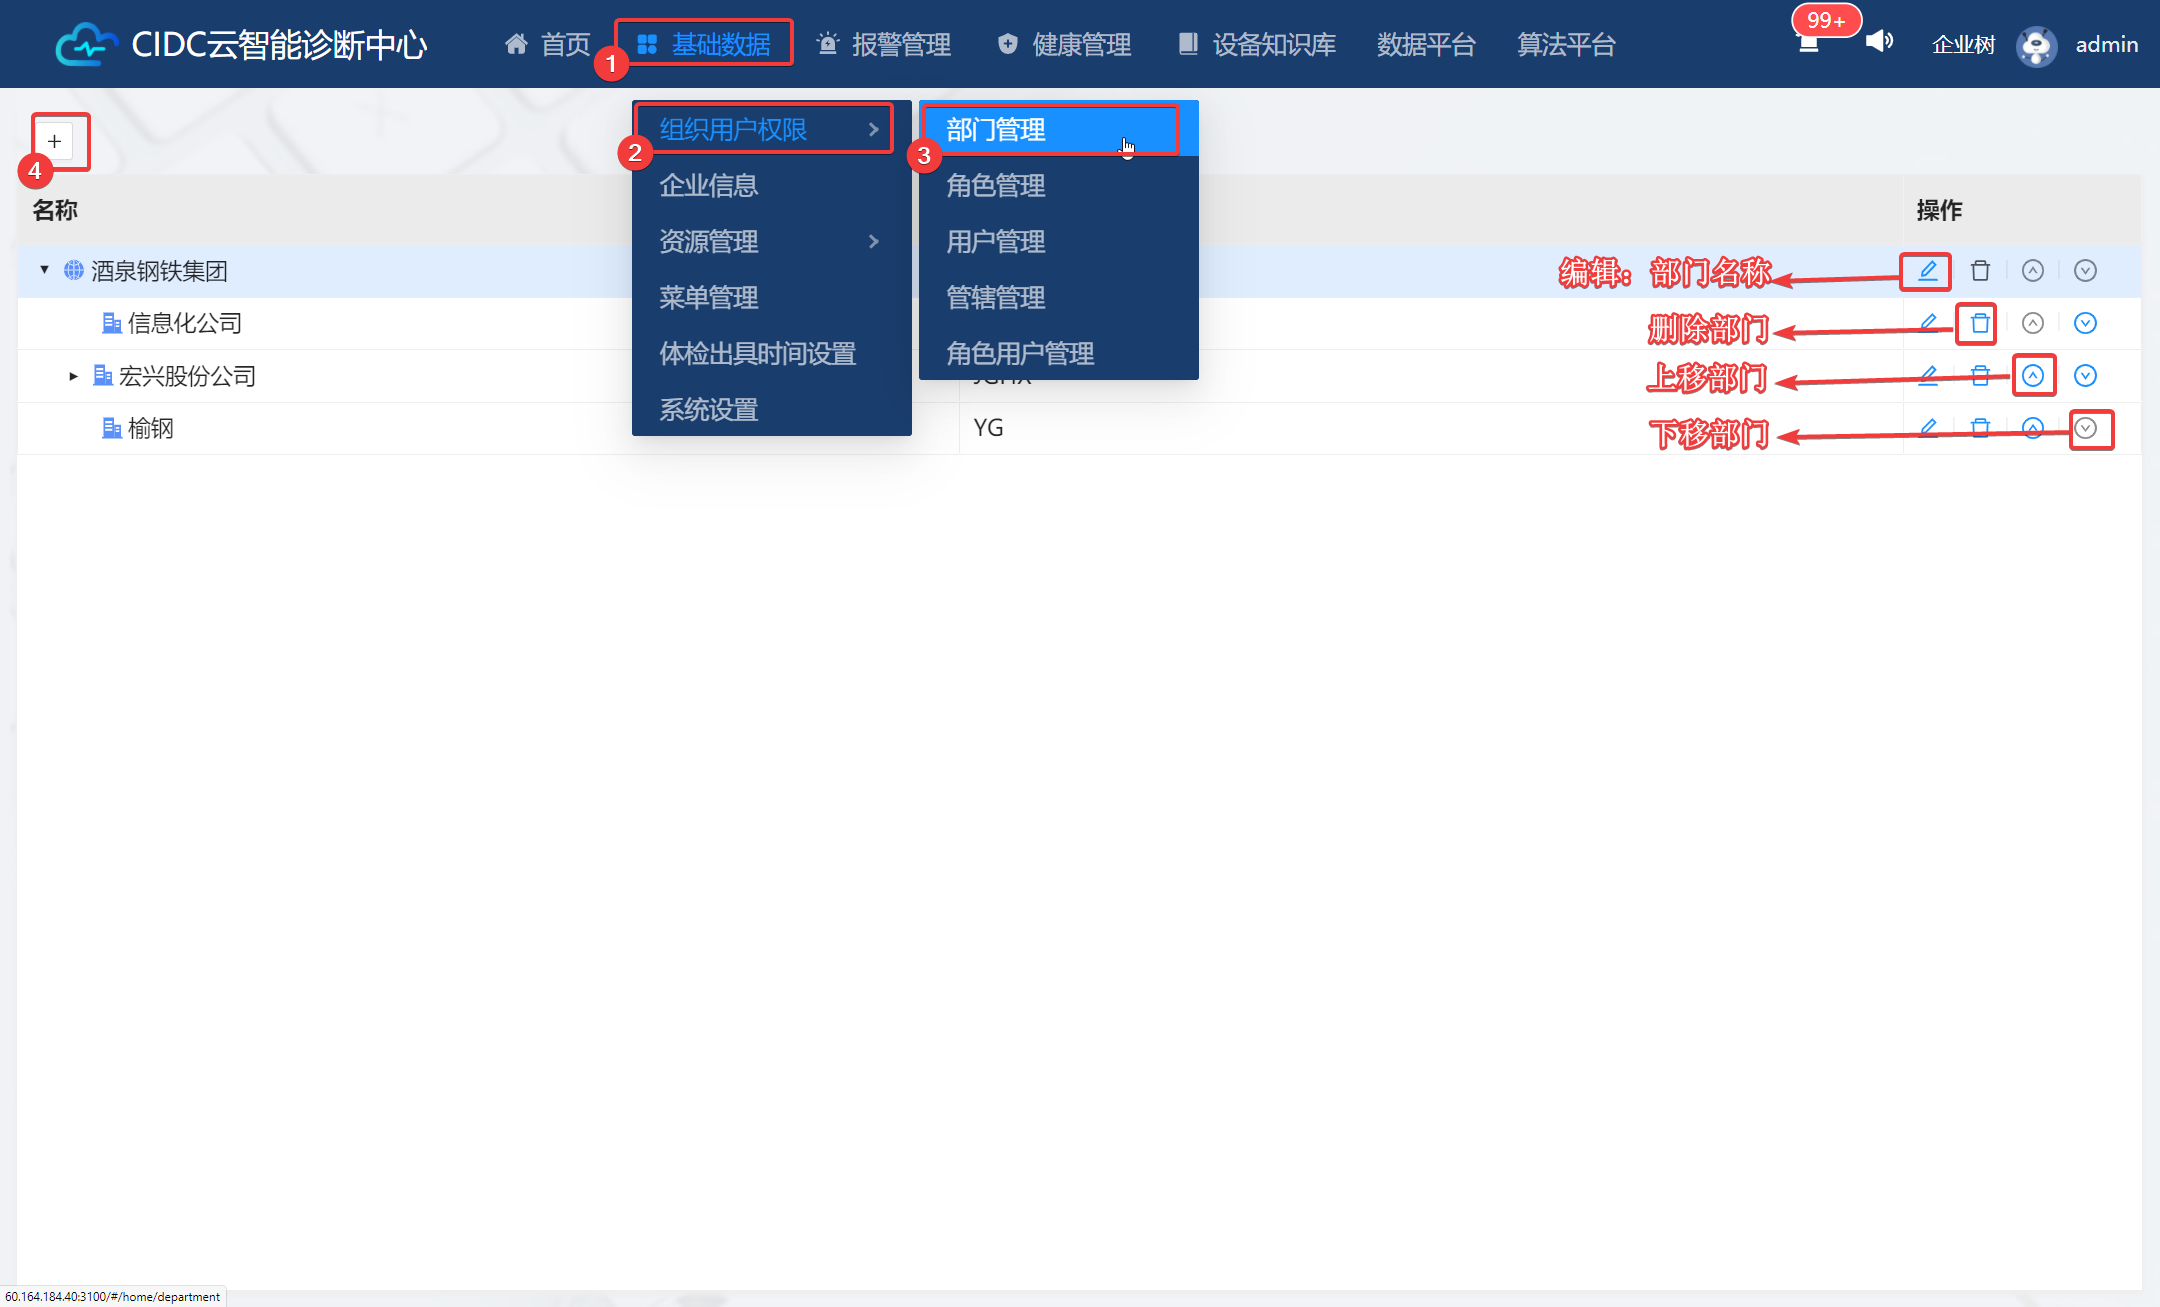 CIDC云智能诊断中心 首页 基础数据 报警管理 健康管理 设备知识库 数据平台 算法平台 99+ 企业树 admin
1
+
4
组织用户权限
2
部门管理
3
企业信息
角色管理
资源管理
用户管理
菜单管理
管辖管理
体检出具时间设置
角色用户管理
系统设置
名称 操作
酒泉钢铁集团 编辑：部门名称
信息化公司 删除部门
宏兴股份公司 上移部门
榆钢 YG 下移部门
60.164.184.40:3100/#/home/department